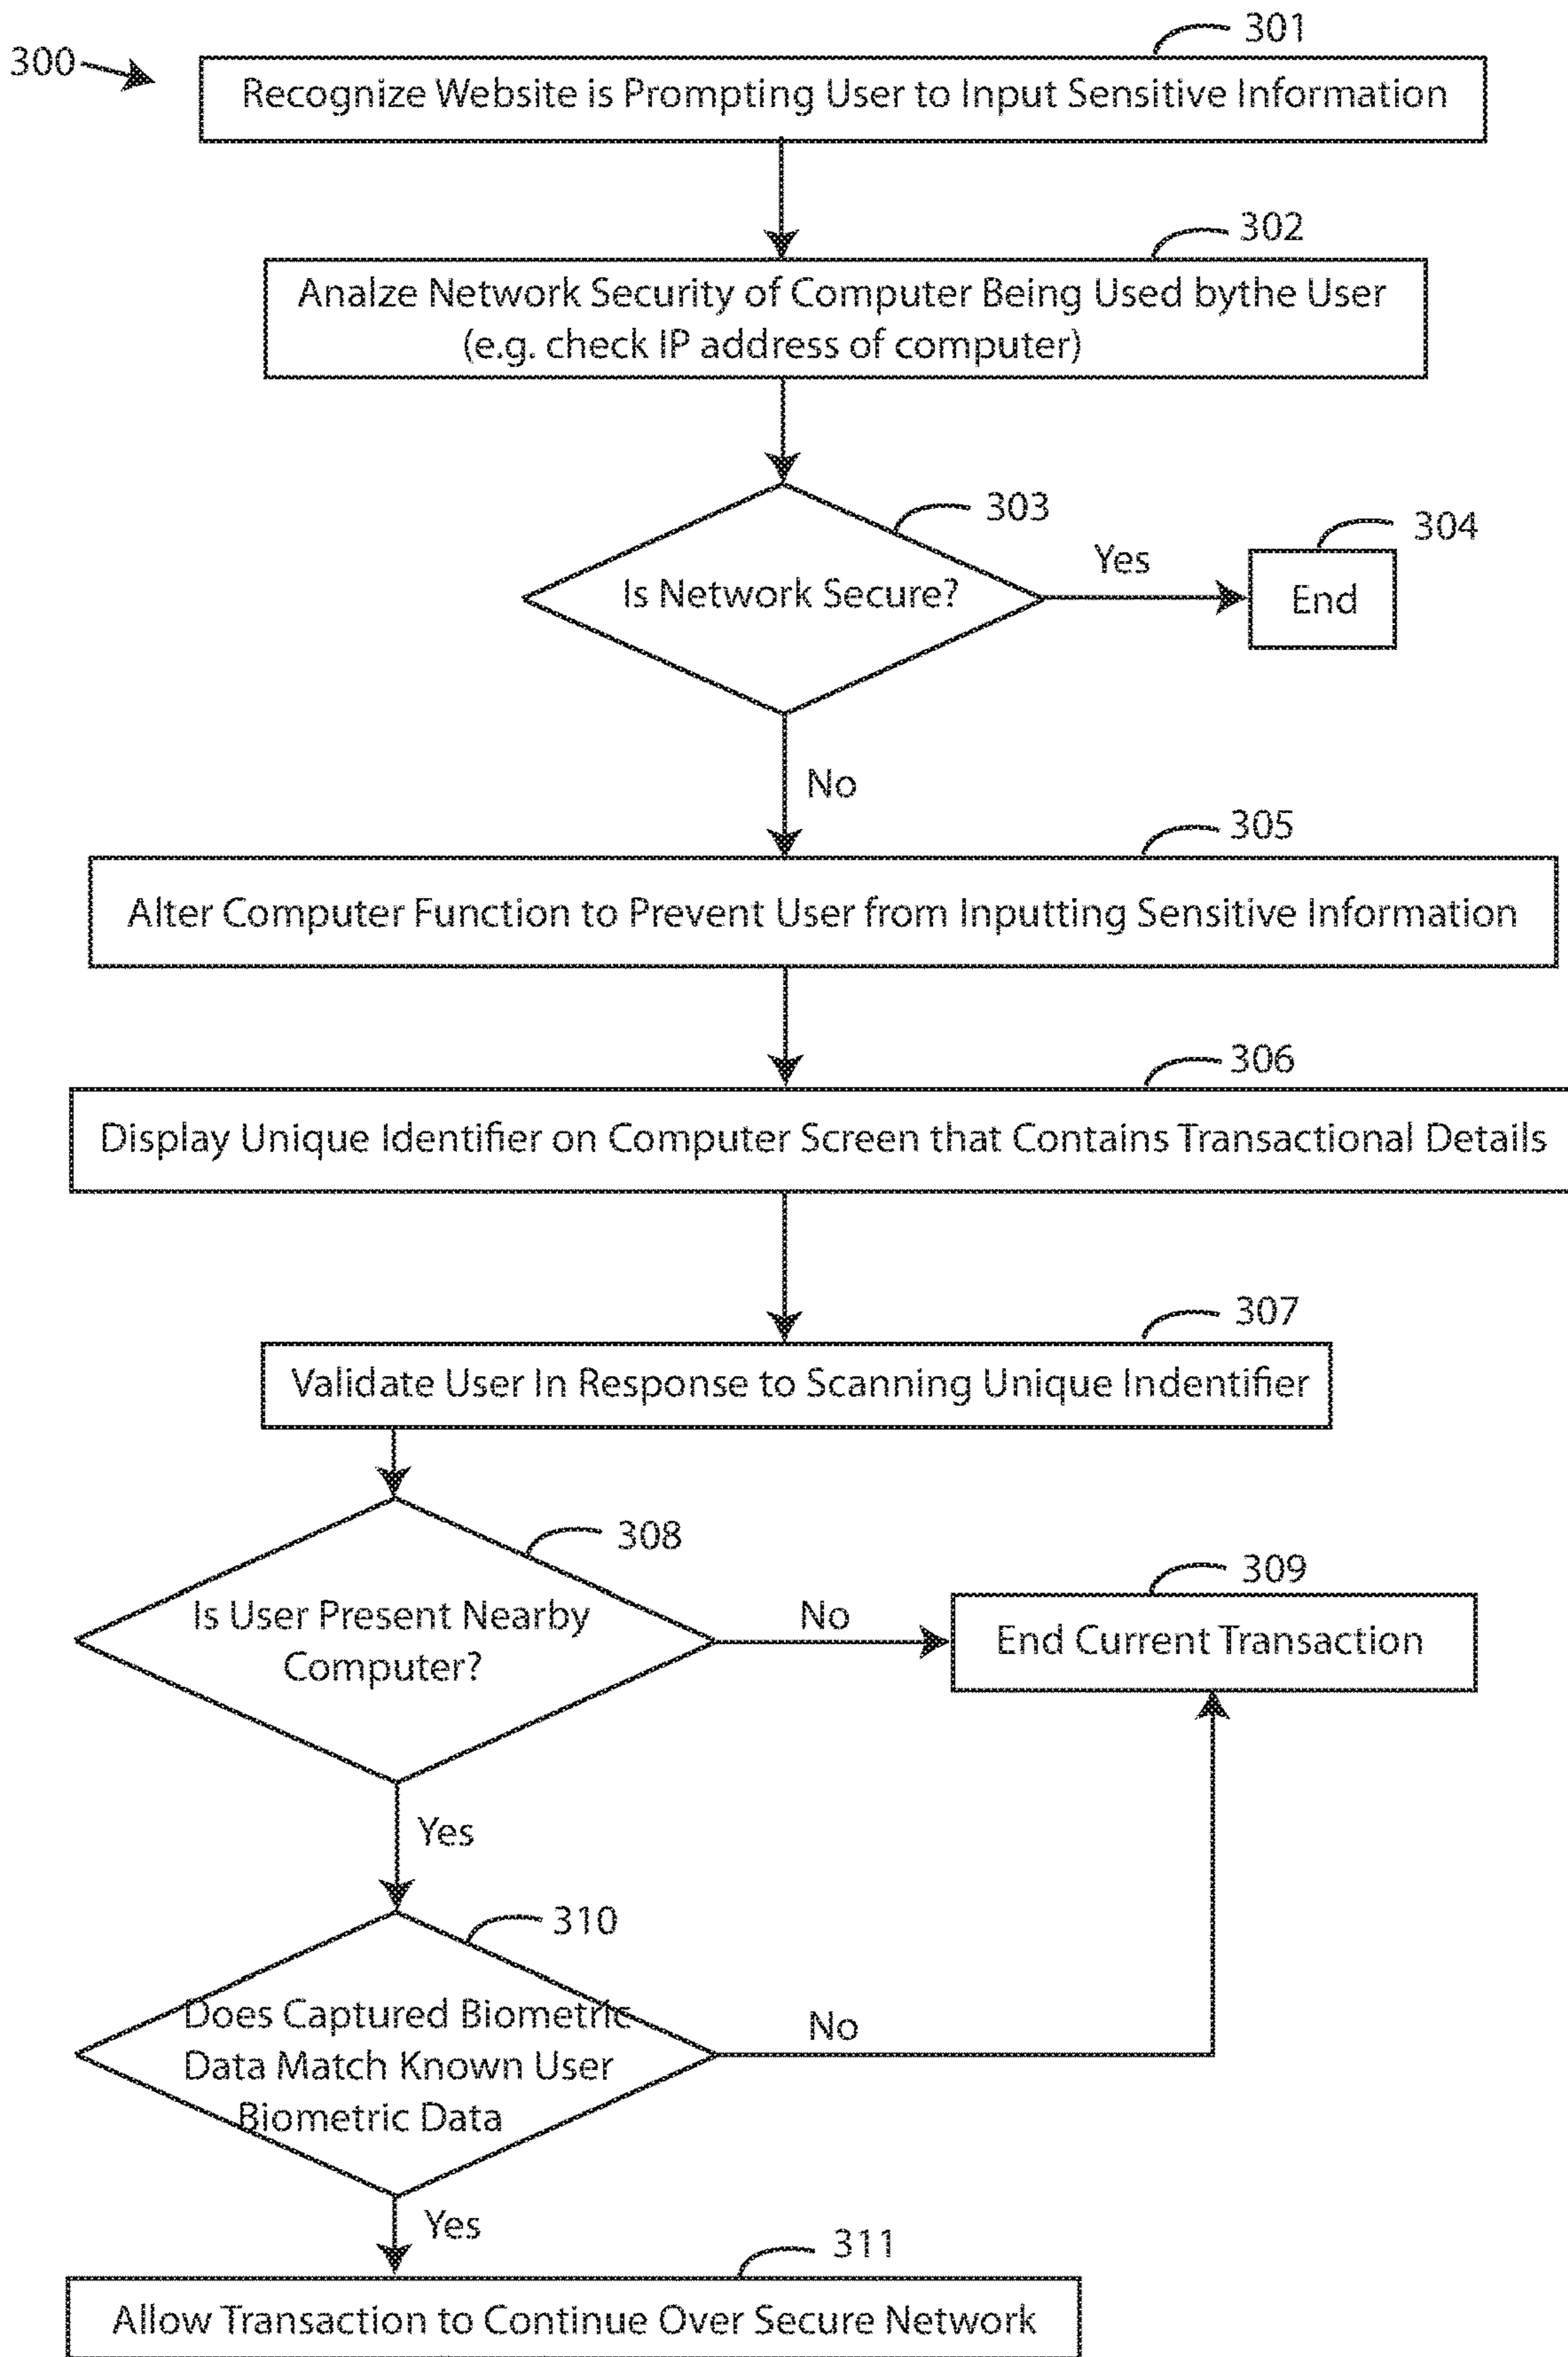 301
300
Recognize Website is Prompting User to Input Sensitive Information
302
Analze Network Security of Computer Being Used bythe User
(e.g. check IP address of computer)
303
304
Yes
Is Network Secure?
End
No
305
Alter Computer Function to Prevent User from Inputting Sensitive Information
306
Display Unique Identifier on Computer Screen that Contains Transactional Details
307
Validate User In Response to Scanning Unique Indentifier
308
309
Is User Present Nearby
Computer?
No
End Current Transaction
Yes
310
Does Captured Biometric
Data Match Known User
Biometric Data
No
Yes
311
Allow Transaction to Continue Over Secure Network